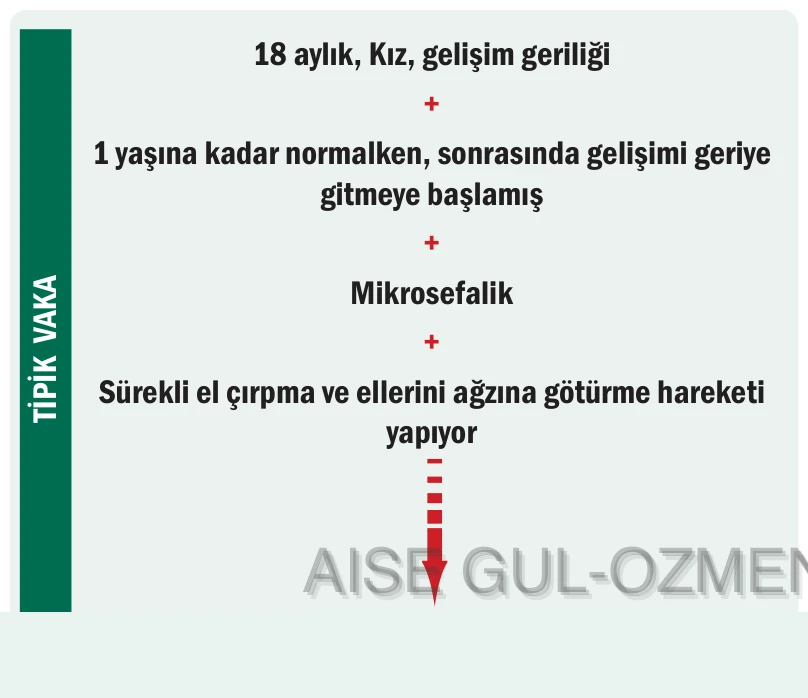 TİPİK VAKA
18 aylık, Kız, gelişim geriliği
+
1 yaşına kadar normalken, sonrasında gelişimi geriye
gitmeye başlamış
+
Mikrosefalik
+
Sürekli el çırpma ve ellerini ağzına götürme hareketi
yapıyor
AISE GUL-OZMEN